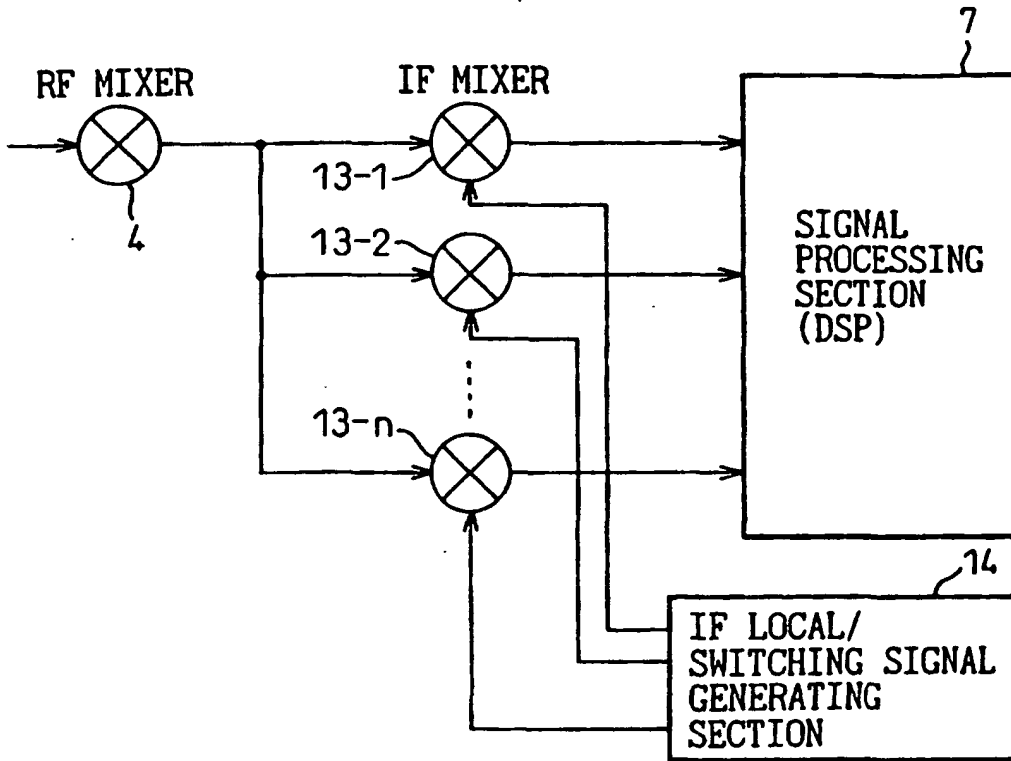 7
RF MIXER
IF MIXER
4
13-1
13-2
13-n
SIGNAL
PROCESSING
SECTION
(DSP)
14
IF LOCAL/
SWITCHING SIGNAL
GENERATING
SECTION